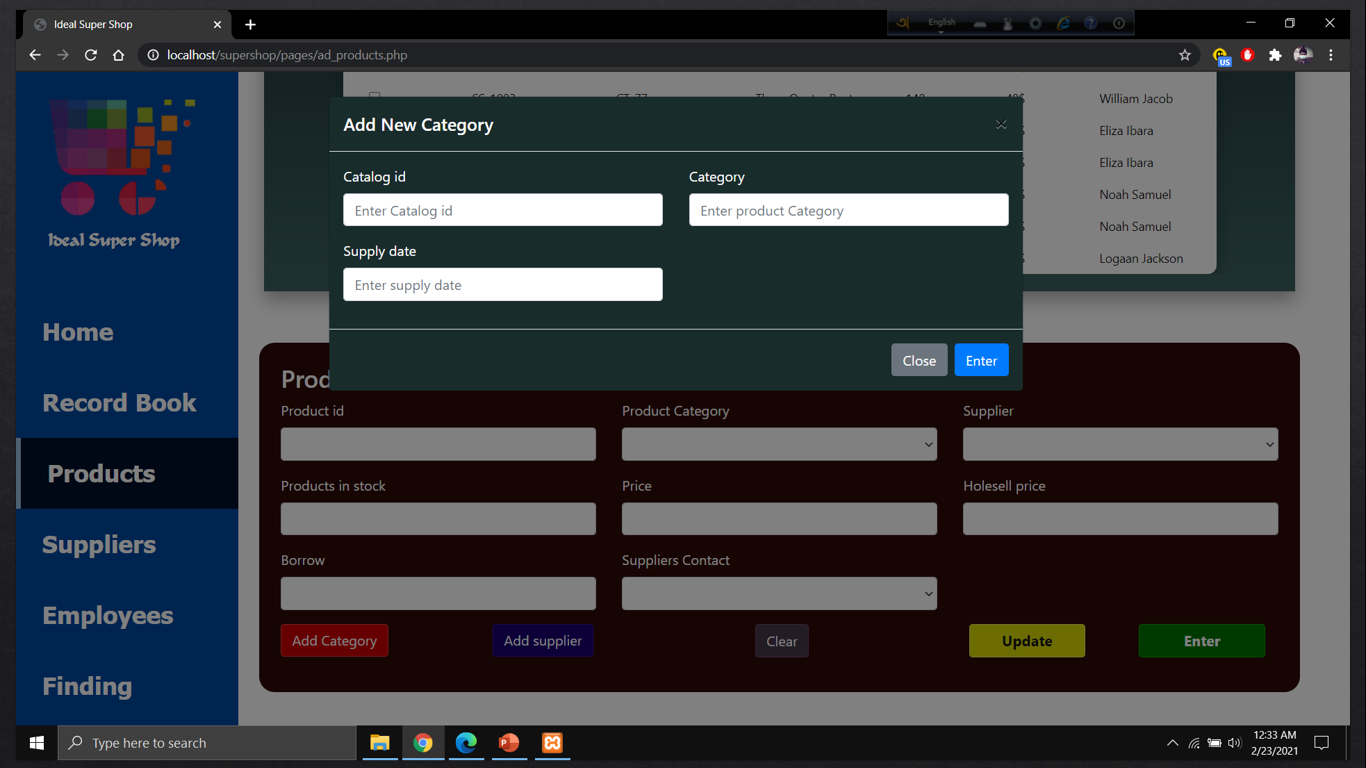 Ideal Super Shop
English
localhost/supershop/pages/ad_products.php
US
William Jacob
Add New Category
Eliza Ibara
Catalog id
Category
Eliza Ibara
Enter Catalog id
Enter product Category
Noah Samuel
Noah Samuel
Ideal Super Shop
Supply date
Logaan Jackson
Enter supply date
Home
Close
Enter
Prod
Record Book
Product id
Product Category
Supplier
Products
Products in stock
Price
Holesell price
Suppliers
Borrow
Suppliers Contact
Employees
Add Category
Add supplier
Clear
Update
Enter
Finding
Type here to search
12:33 AM
2/23/2021